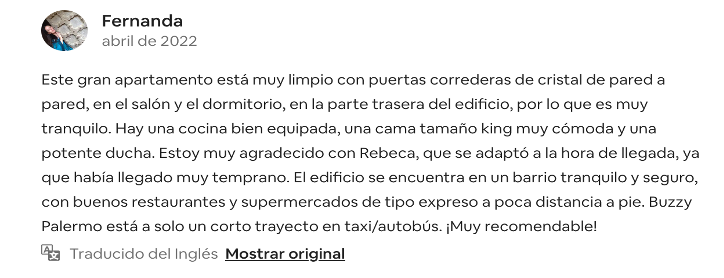 Fernanda
abril de 2022
Este gran apartamento está muy limpio con puertas correderas de cristal de pared a
pared, en el salón y el dormitorio, en la parte trasera del edificio, por lo que es muy
tranquilo. Hay una cocina bien equipada, una cama tamaño king muy cómoda y una
potente ducha. Estoy muy agradecido con Rebeca, que se adaptó a la hora de llegada, ya
que había llegado muy temprano. El edificio se encuentra en un barrio tranquilo y seguro,
con buenos restaurantes y supermercados de tipo expreso a poca distancia a pie. Buzzy
Palermo está a solo un corto trayecto en taxi/autobús. ¡Muy recomendable!
Traducido del Inglés Mostrar original